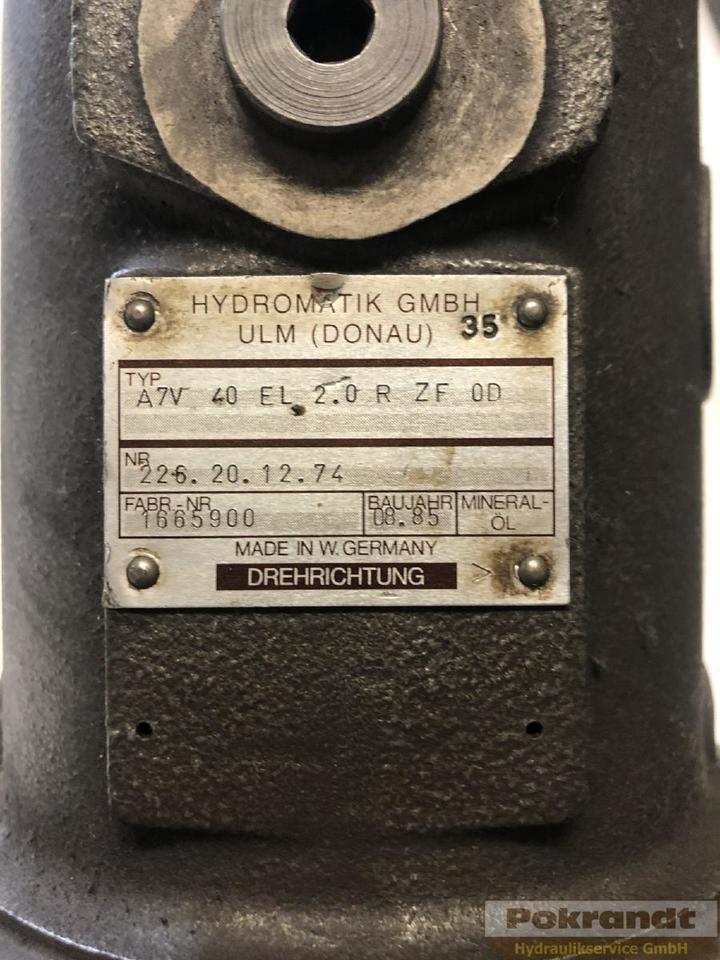 HYDROMATIK GMBH
ULM (DONAU) 35
TYP
A7V 40 EL 2.0 R ZF 0D
NR
226.20.12.74
FABR.-NR
1665900
BAUJAHR
08.85
MINERAL-
ÖL
MADE IN W. GERMANY
DREHRICHTUNG >
Pokrandt
Hydraulikservice GmbH